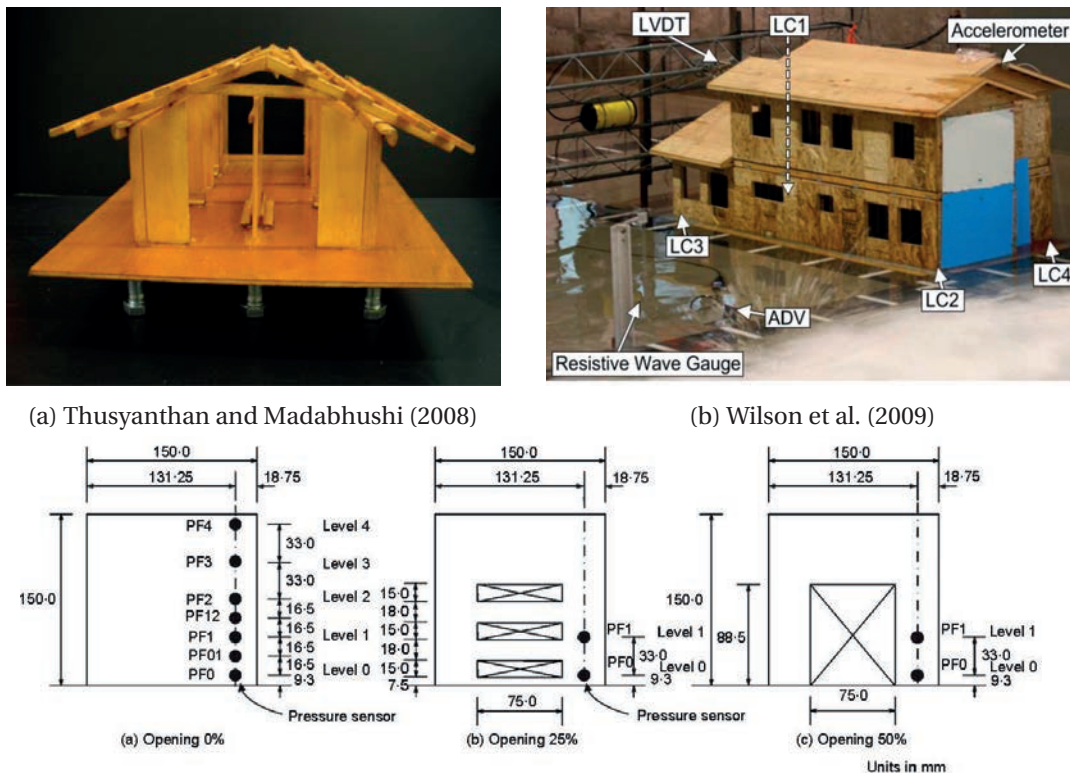 LVDT
LC1
Accelerometer
LC3
LC4
LC2
ADV
Resistive Wave Gauge
(a) Thusyanthan and Madabhushi (2008)
(b) Wilson et al. (2009)
150·0
131·25
18·75
PF4
Level 4
33·0
PF3
Level 3
33·0
150·0
PF2
Level 2
16·5
PF12
16·5
PF1
Level 1
16·5
PF01
16·5
PF0
Level 0
9·3
Pressure sensor
(a) Opening 0%
150·0
131·25
18·75
15·0
18·0
15·0
PF1
Level 1
18·0
33·0
PF0
Level 0
15·0
9·3
7·5
75·0
Pressure sensor
(b) Opening 25%
150·0
131·25
18·75
150·0
88·5
PF1
Level 1
33·0
PF0
Level 0
9·3
75·0
(c) Opening 50%
Units in mm